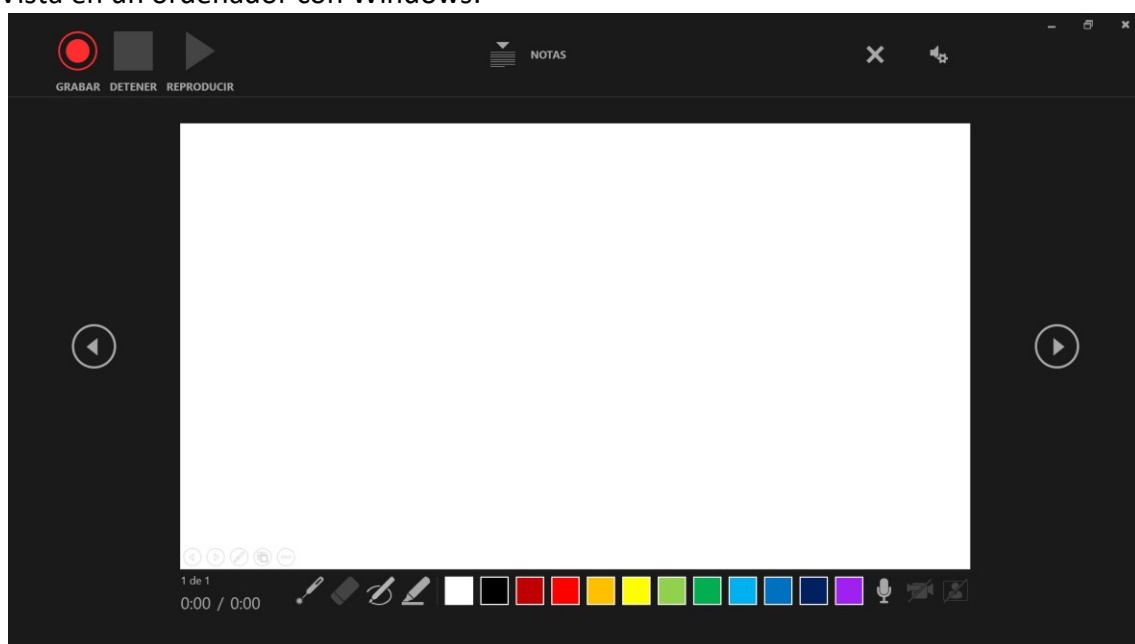 vista en un ordenador con Windows:
GRABAR DETENER REPRODUCIR
NOTAS
1 de 1
0:00 / 0:00